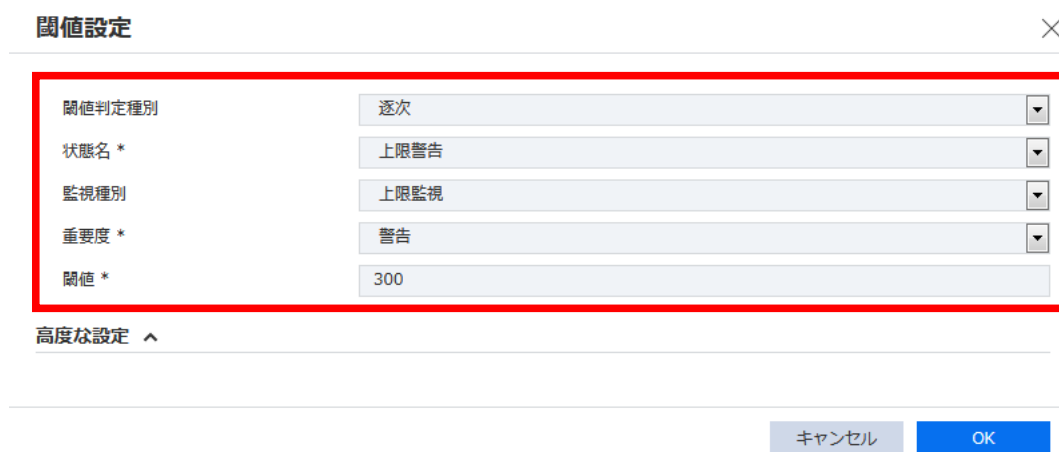 閾値設定
閾値判定種別 逐次
状態名 * 上限警告
監視種別 上限監視
重要度 * 警告
閾値 * 300
高度な設定
キャンセル OK